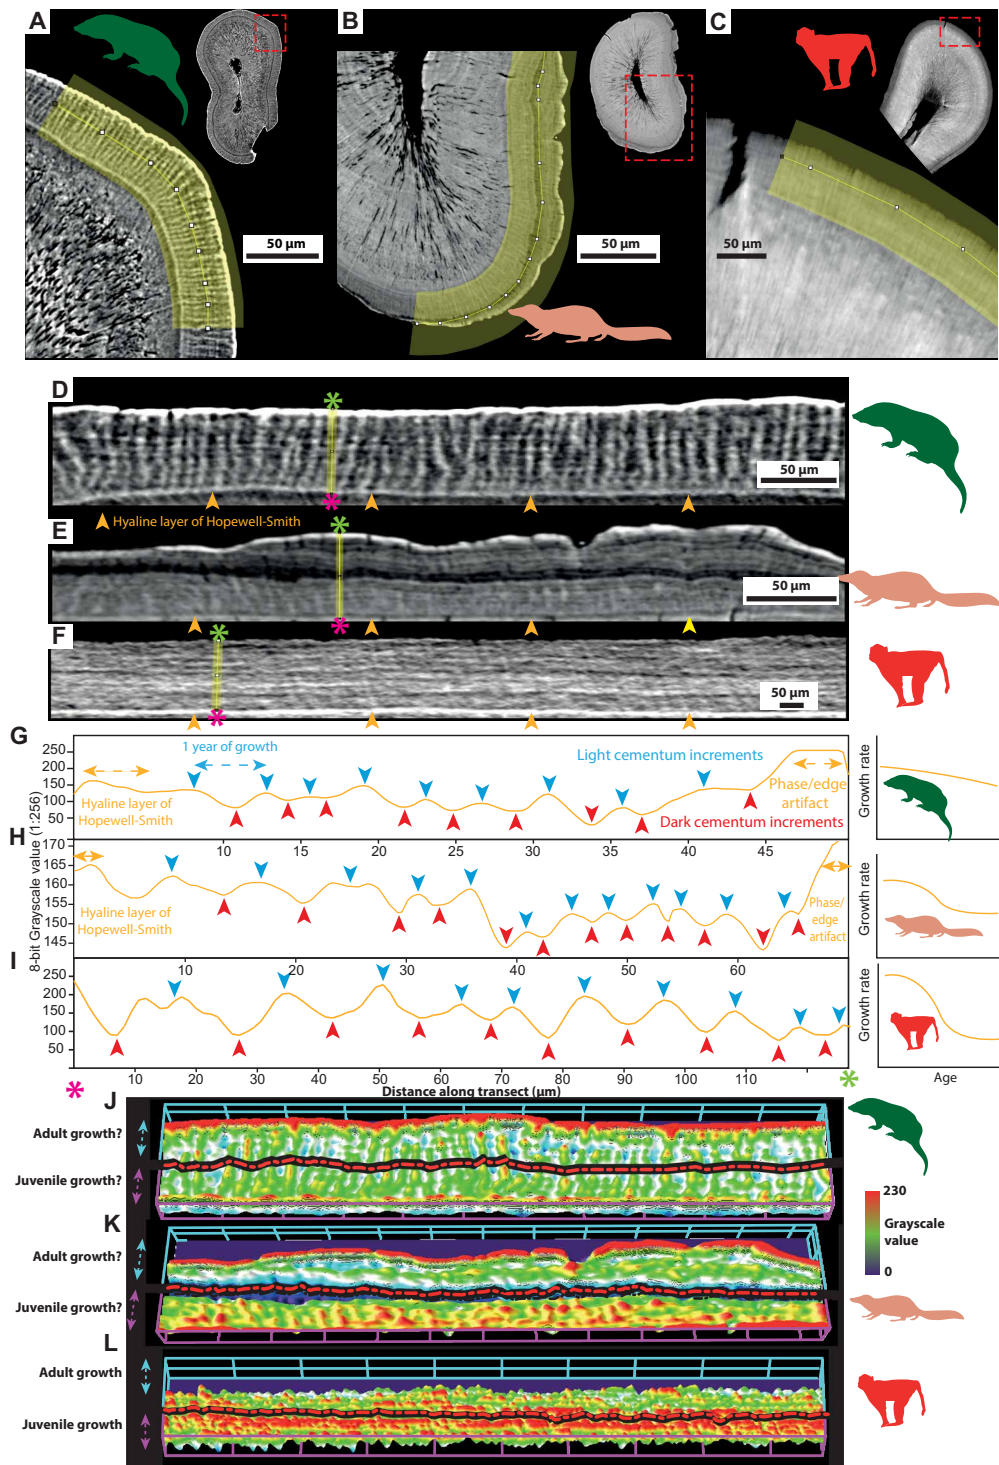 A
B
C
50 µm
50 µm
50 µm
D
50 µm
Hyaline layer of Hopewell-Smith
E
50 µm
F
50 µm
G
8-bit Grayscale value (1:256)
250
200
150
100
50
1 year of growth
Light cementum increments
Hyaline layer of
Hopewell-Smith
Phase/edge
artifact
Dark cementum increments
10 15 20 25 30 35 40 45
Growth rate
H
170
165
160
155
150
145
Hyaline layer of
Hopewell-Smith
Phase/
edge
artifact
10 20 30 40 50 60
Growth rate
I
250
200
150
100
50
10 20 30 40 50 60 70 80 90 100 110
Distance along transect (µm)
Growth rate
Age
J
Adult growth?
Juvenile growth?
K
Adult growth?
Juvenile growth?
230
Grayscale
value
0
L
Adult growth
Juvenile growth